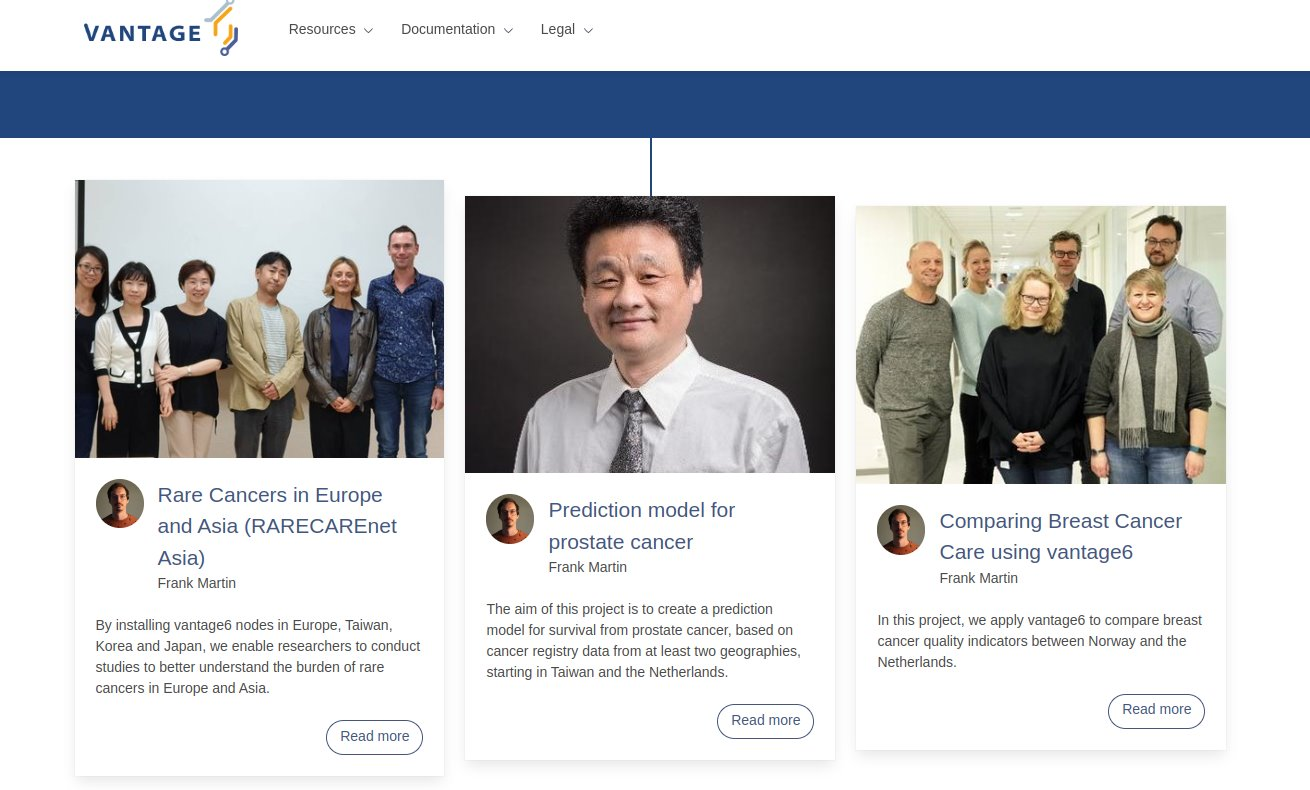 VANTAGE
Resources
Documentation
Legal
Rare Cancers in Europe
and Asia (RARECAREnet
Asia)
Frank Martin
By installing vantage6 nodes in Europe, Taiwan,
Korea and Japan, we enable researchers to conduct
studies to better understand the burden of rare
cancers in Europe and Asia.
Read more
Prediction model for
prostate cancer
Frank Martin
The aim of this project is to create a prediction
model for survival from prostate cancer, based on
cancer registry data from at least two geographies,
starting in Taiwan and the Netherlands.
Read more
Comparing Breast Cancer
Care using vantage6
Frank Martin
In this project, we apply vantage6 to compare breast
cancer quality indicators between Norway and the
Netherlands.
Read more